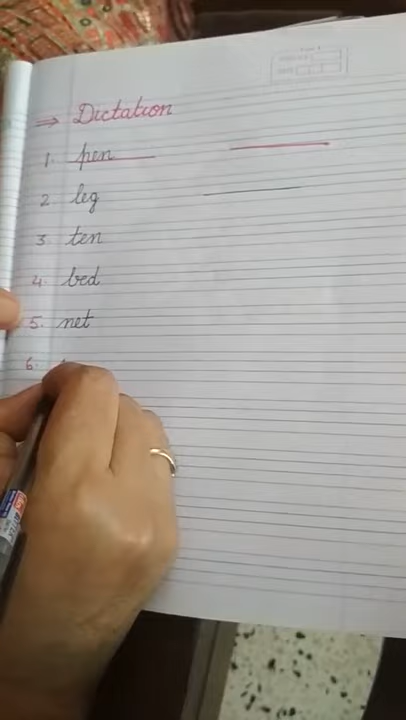 ⇒ Dictation
1. pen
2. leg
3. ten
4. bed
5. net
6.